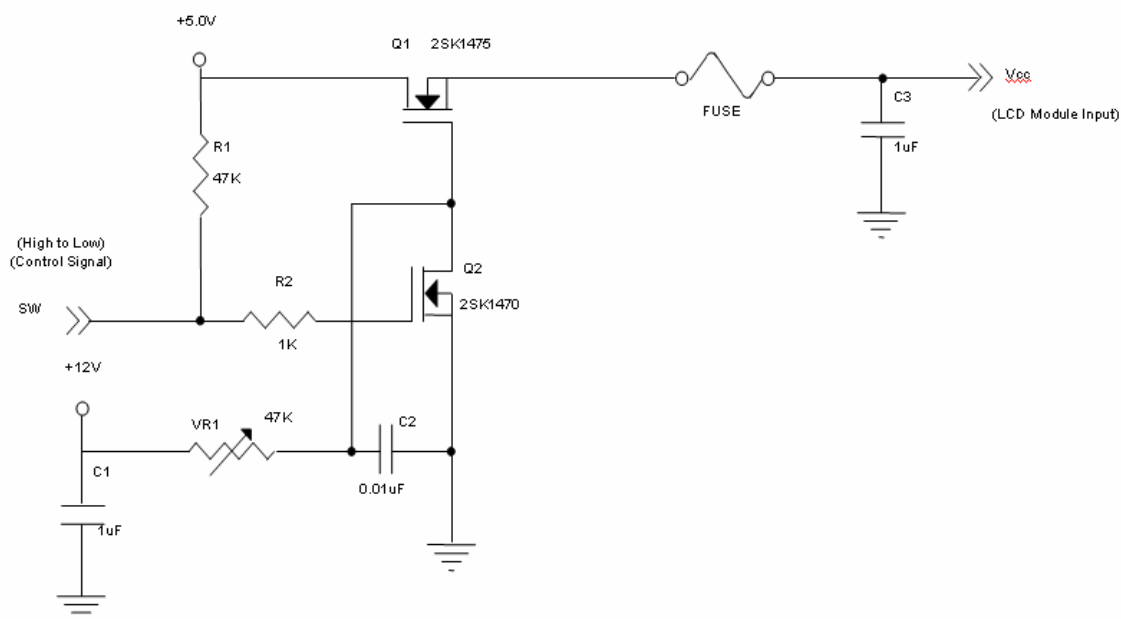 +5.0V
Q1 2SK1475
Vcc
C3
FUSE
(LCD Module Input)
R1
1uF
47K
(High to Low)
(Control Signal)
Q2
R2
SW
2SK1470
1K
+12V
47K
VR1
C2
C1
0.01uF
1uF